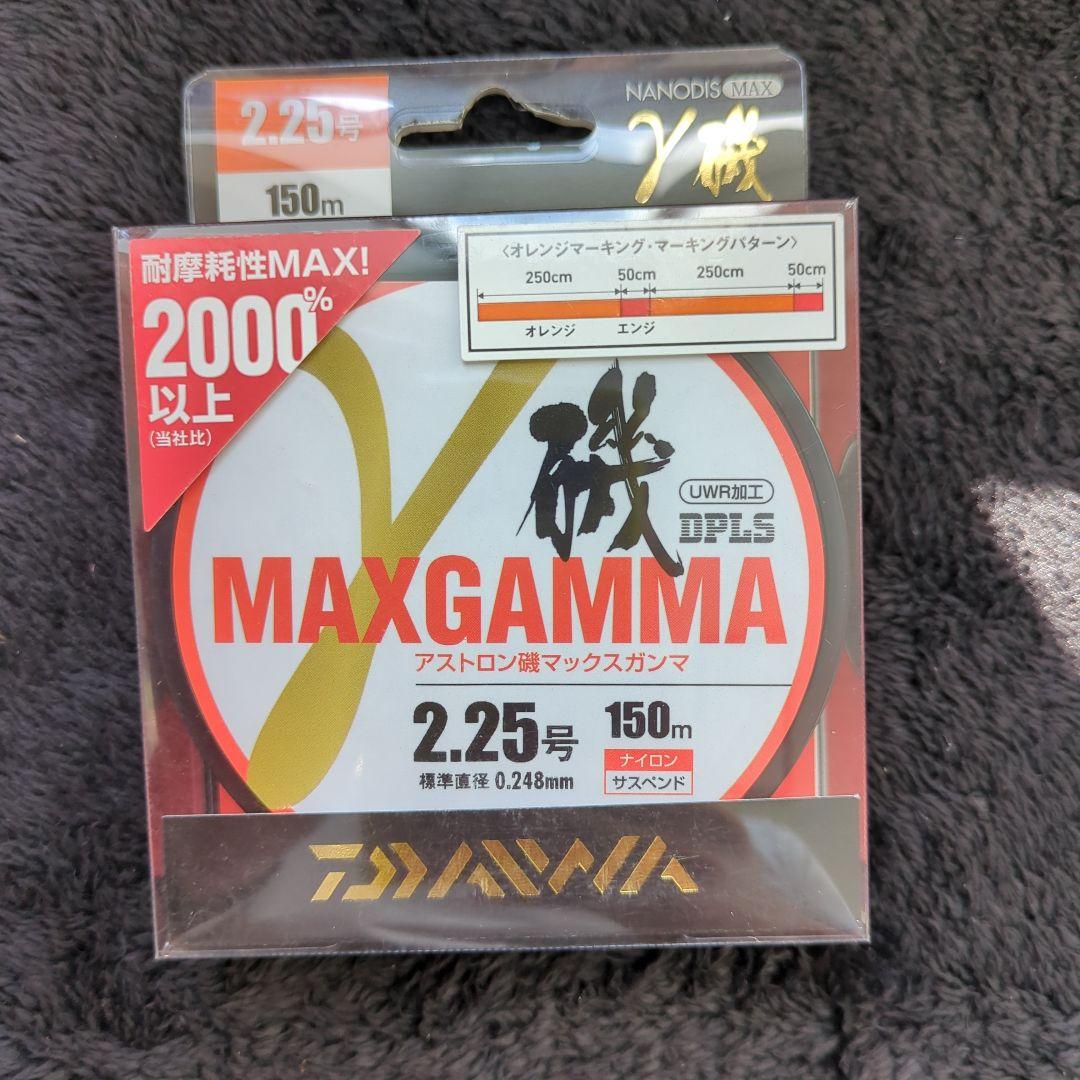 2.25号
150m
NANODIS MAX
γ磯
耐摩耗性MAX!
2000%
以上
(当社比)
〈オレンジマーキング・マーキングパターン〉
250cm 50cm 250cm 50cm
オレンジ エンジ
γ
磯
UWR加工
DPLS
MAXGAMMA
アストロン磯マックスガンマ
2.25号 150m
標準直径 0.248mm
ナイロン
サスペンド
DAIWA